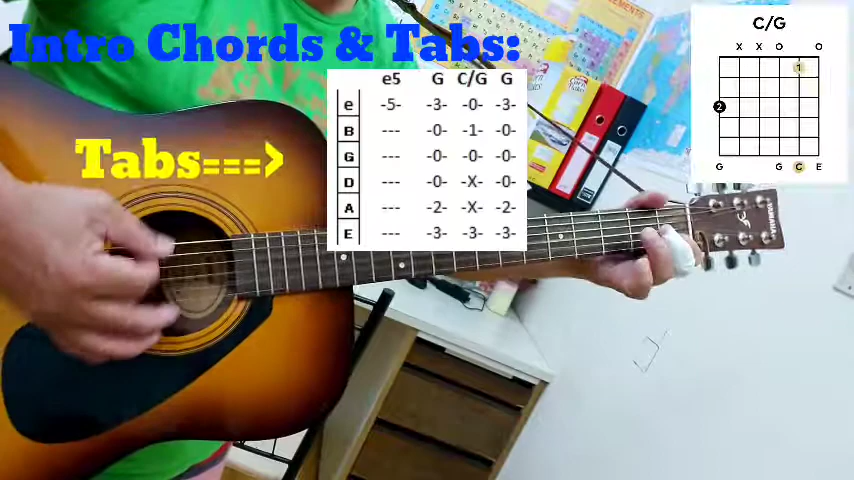 Intro Chords & Tabs:
Tabs===>
e5 G C/G G
e -5- -3- -0- -3-
B --- -0- -1- -0-
G --- -0- -0- -0-
D --- -0- -X- -0-
A --- -2- -X- -2-
E --- -3- -3- -3-
C/G
X X O O
1
2
G G C E
YAMAHA